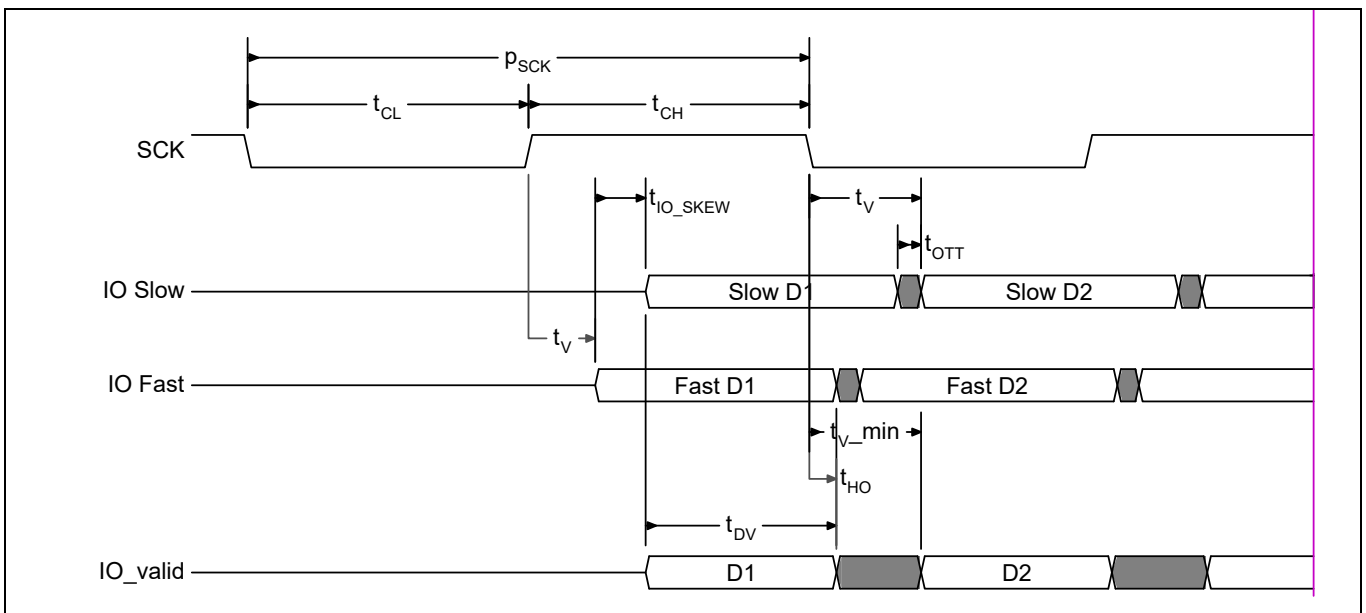 pSCK
tCL
tCH
SCK
tIO_SKEW
tV
tOTT
IO Slow
Slow D1
Slow D2
tV
IO Fast
Fast D1
Fast D2
tV_min
tHO
tDV
IO_valid
D1
D2